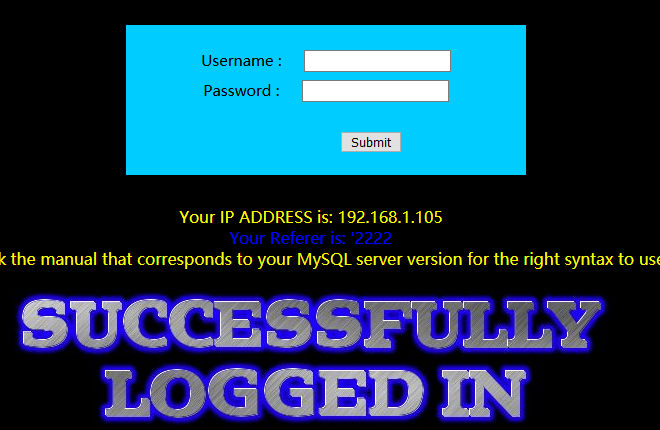 Username :
Password :
Submit
Your IP ADDRESS is: 192.168.1.105
Your Referer is: '2222
k the manual that corresponds to your MySQL server version for the right syntax to use
SUCCESSFULLY
LOGGED IN